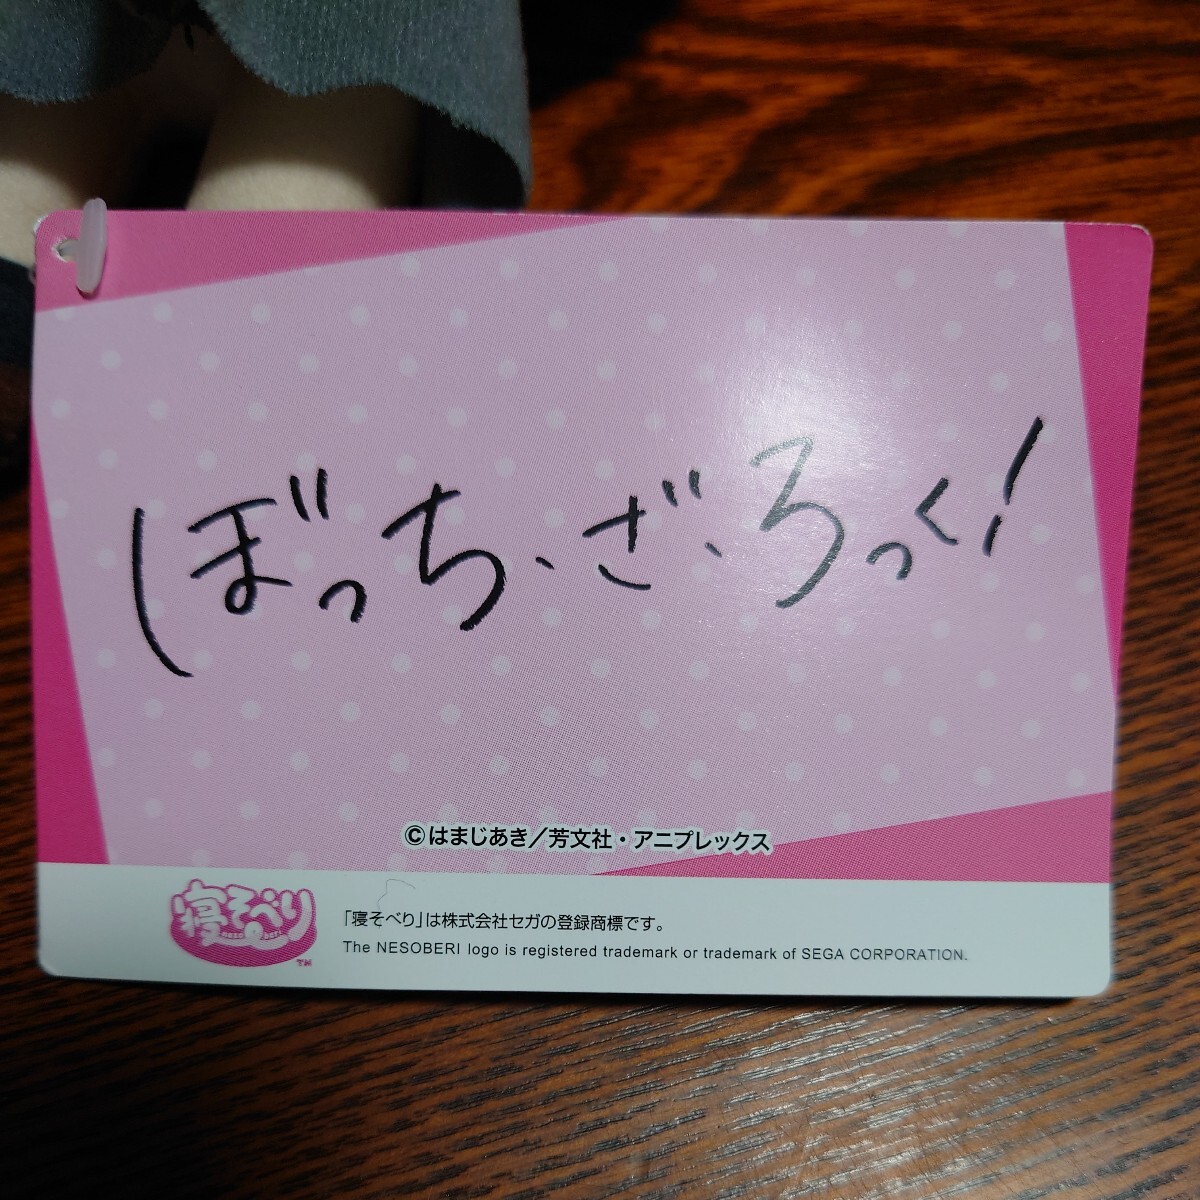 ぼっち、ざ、ろっく!
©はまじあき/芳文社・アニプレックス
寝そべり™
「寝そべり」は株式会社セガの登録商標です。
The NESOBERI logo is registered trademark or trademark of SEGA CORPORATION.